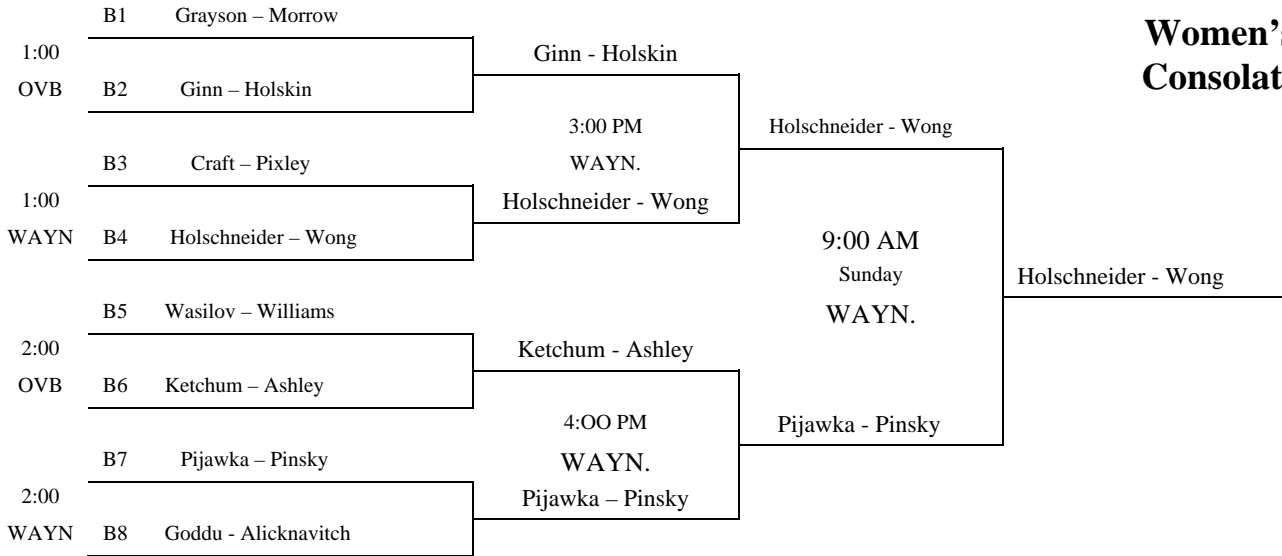 B1 Grayson – Morrow
Women's
1:00
Ginn - Holskin
OVB B2 Ginn – Holskin
Consolat
3:00 PM
Holschneider - Wong
B3 Craft – Pixley
WAYN.
1:00
Holschneider - Wong
WAYN B4 Holschneider – Wong
9:00 AM
Sunday
Holschneider - Wong
B5 Wasilov – Williams
WAYN.
2:00
Ketchum - Ashley
OVB B6 Ketchum – Ashley
4:OO PM
Pijawka - Pinsky
B7 Pijawka – Pinsky
WAYN.
2:00
Pijawka – Pinsky
WAYN B8 Goddu - Alicknavitch